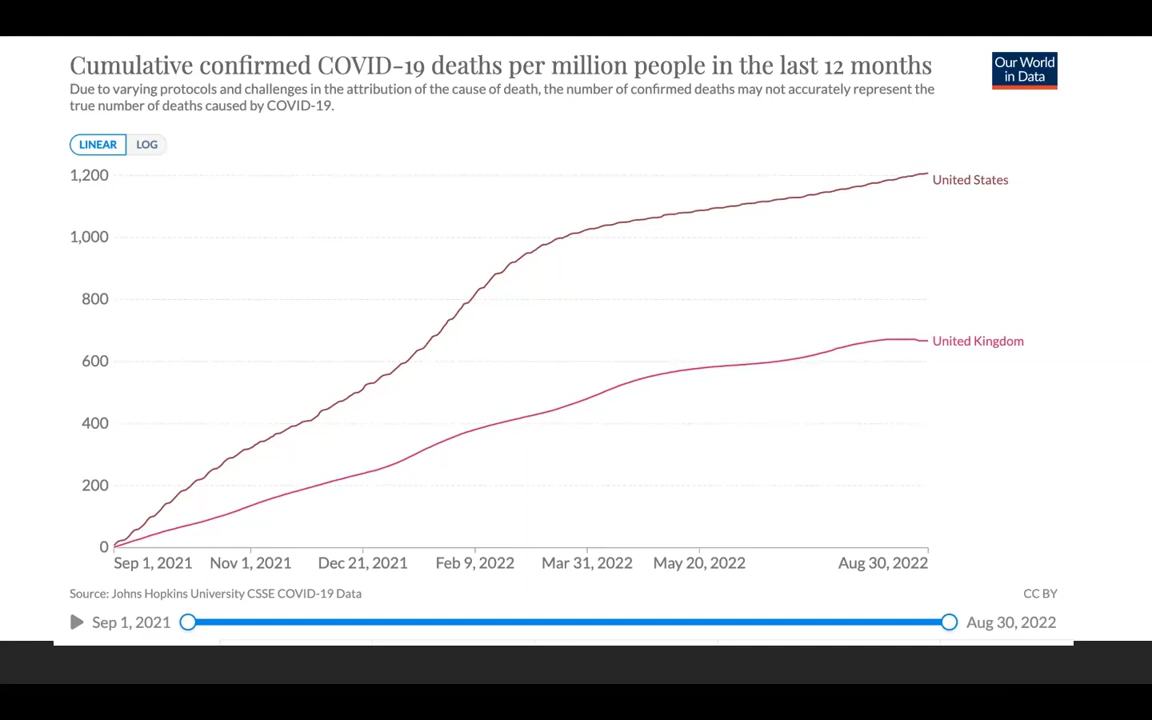 Cumulative confirmed COVID-19 deaths per million people in the last 12 months
Our World
in Data
Due to varying protocols and challenges in the attribution of the cause of death, the number of confirmed deaths may not accurately represent the
true number of deaths caused by COVID-19.
LINEAR LOG
1,200
United States
1,000
800
600
United Kingdom
400
200
0
Sep 1, 2021 Nov 1, 2021 Dec 21, 2021 Feb 9, 2022 Mar 31, 2022 May 20, 2022 Aug 30, 2022
Source: Johns Hopkins University CSSE COVID-19 Data CC BY
Sep 1, 2021 Aug 30, 2022